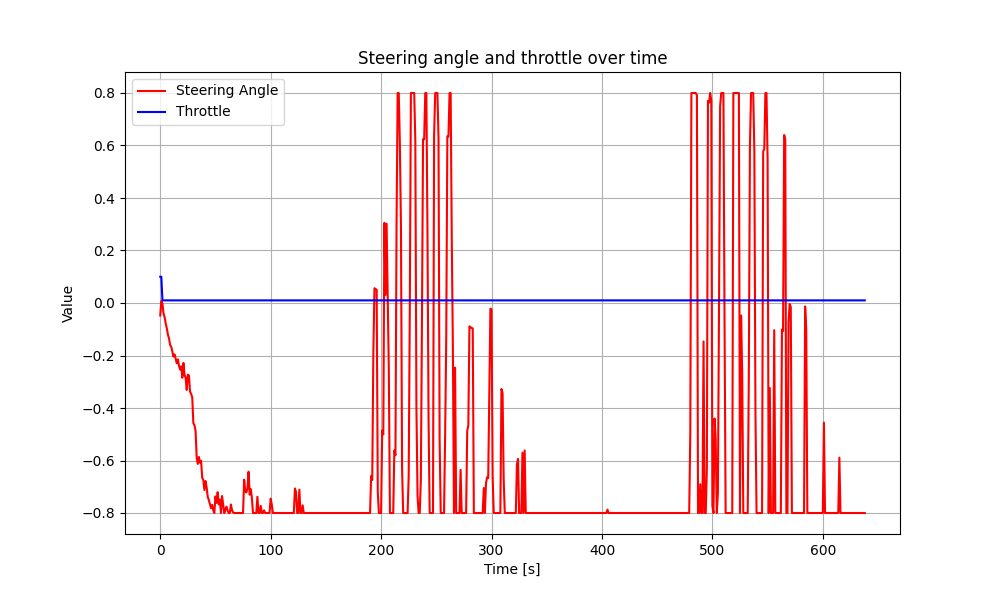 Steering angle and throttle over time
Steering Angle
Throttle
0.8
0.6
0.4
0.2
0.0
−0.2
−0.4
−0.6
−0.8
Value
0 100 200 300 400 500 600
Time [s]